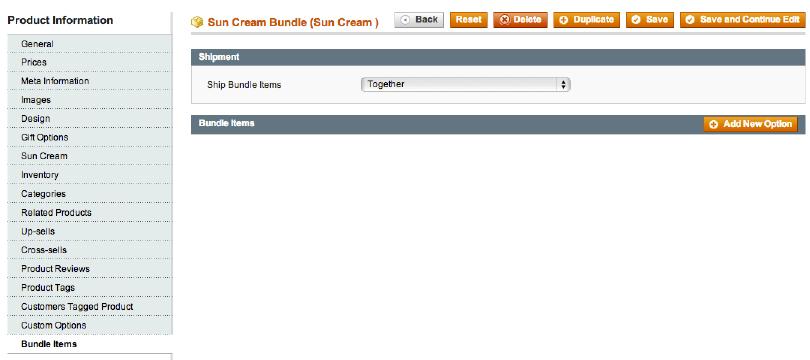 Product Information
General
Prices
Meta Information
Images
Design
Gift Options
Sun Cream
Inventory
Categories
Related Products
Up-sells
Cross-sells
Product Reviews
Product Tags
Customers Tagged Product
Custom Options
Bundle Items
Sun Cream Bundle (Sun Cream ) Back Reset Delete Duplicate Save Save and Continue Edit
Shipment
Ship Bundle Items Together
Bundle Items Add New Option